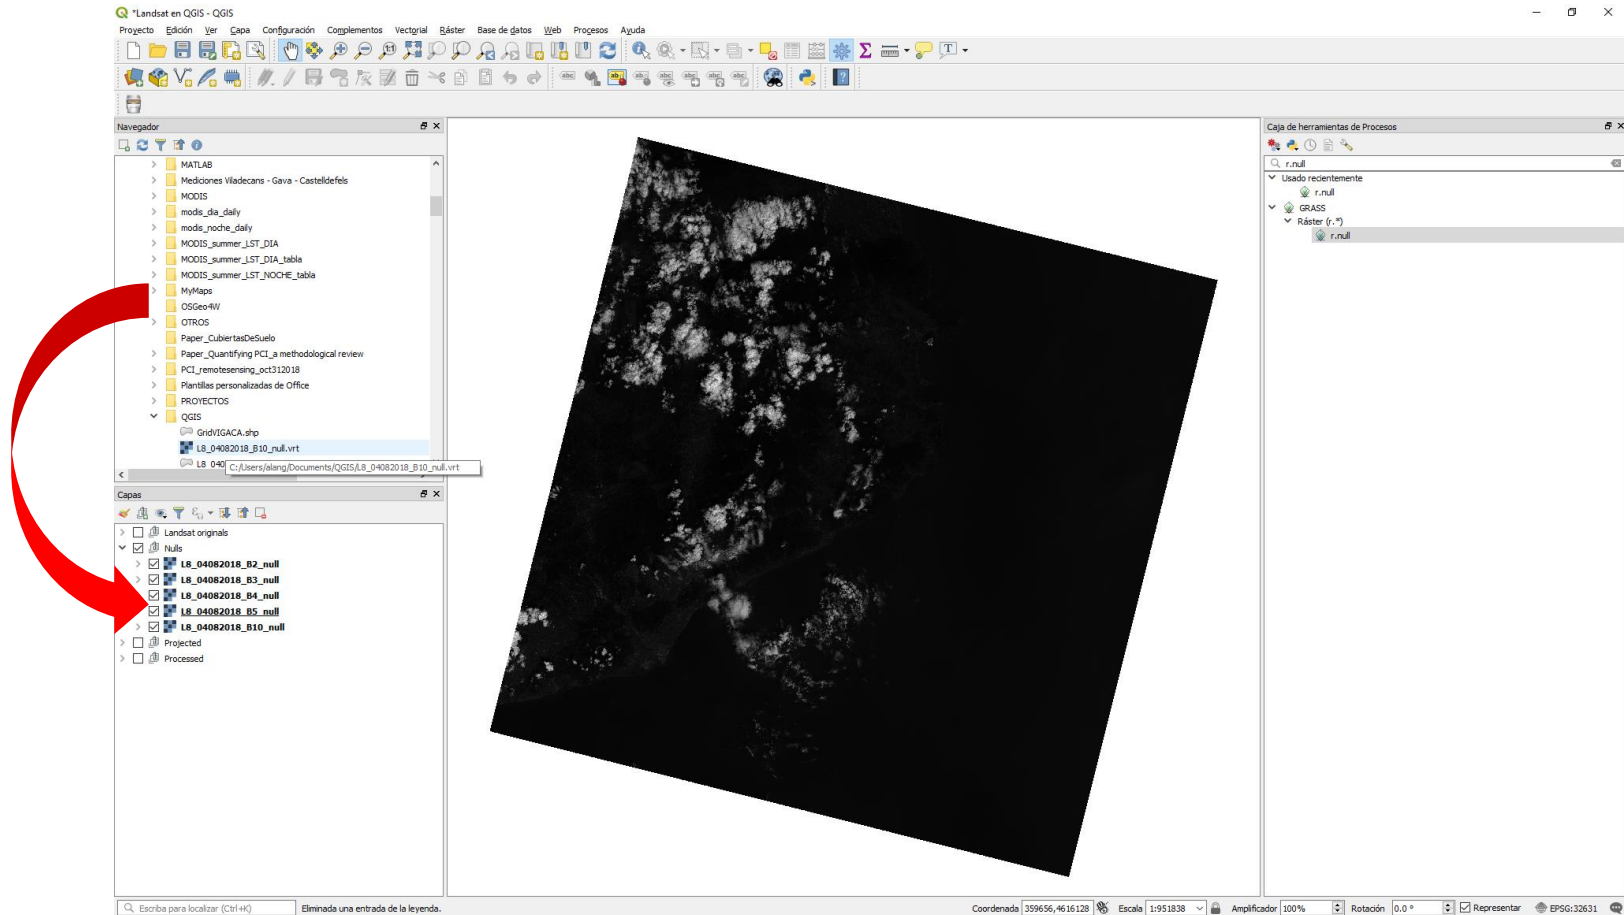 *Landsat en QGIS - QGIS
Proyecto Edición Ver Capa Configuración Complementos Vectorial Ráster Base de datos Web Procesos Ayuda
Navegador
MATLAB
Mediciones Viladecans - Gava - Castelldefels
MODIS
modis_dia_daily
modis_noche_daily
MODIS_summer_LST_DIA
MODIS_summer_LST_DIA_tabla
MODIS_summer_LST_NOCHE_tabla
MyMaps
OSGeo4W
OTROS
Paper_CubiertasDeSuelo
Paper_Quantifying PCI_a methodological review
PCI_remotesensing_oct312018
Plantillas personalizadas de Office
PROYECTOS
QGIS
GridVIGACA.shp
L8_04082018_B10_null.vrt
L8_040
C:/Users/alang/Documents/QGIS/L8_04082018_B10_null.vrt
Capas
Landsat originals
Nulls
L8_04082018_B2_null
L8_04082018_B3_null
L8_04082018_B4_null
L8_04082018_B5_null
L8_04082018_B10_null
Projected
Processed
Caja de herramientas de Procesos
r.null
Usado recientemente
r.null
GRASS
Ráster (r.*)
r.null
Escriba para localizar (Ctrl+K) Eliminada una entrada de la leyenda. Coordenada 359656,4616128 Escala 1:951838 Amplificador 100% Rotación 0.0 ° Representar EPSG:32631